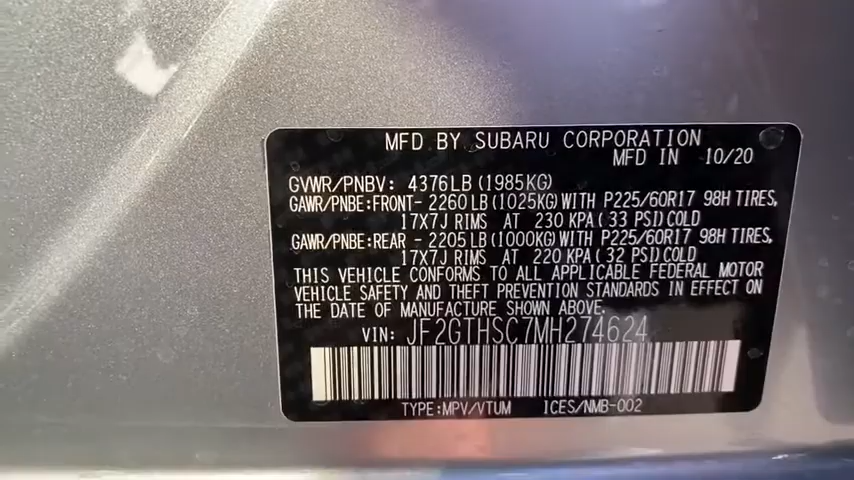 MFD BY SUBARU CORPORATION
MFD IN 10/20
GVWR/PNBV: 4376LB(1985KG)
GAWR/PNBE:FRONT- 2260LB(1025KG)WITH P225/60R17 98H TIRES,
17X7J RIMS AT 230 KPA(33 PSI)COLD
GAWR/PNBE:REAR - 2205LB(1000KG)WITH P225/60R17 98H TIRES,
17X7J RIMS AT 220 KPA(32 PSI)COLD
THIS VEHICLE CONFORMS TO ALL APPLICABLE FEDERAL MOTOR
VEHICLE SAFETY AND THEFT PREVENTION STANDARDS IN EFFECT ON
THE DATE OF MANUFACTURE SHOWN ABOVE.
VIN: JF2GTHSC7MH274624
TYPE:MPV/VTUM ICES/NMB-002